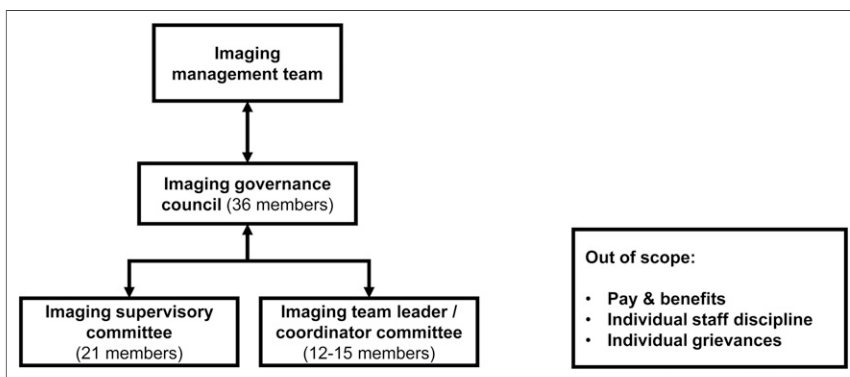 Imaging
management team
Imaging governance
council (36 members)
Imaging supervisory
committee
(21 members)
Imaging team leader /
coordinator committee
(12-15 members)
Out of scope:
• Pay & benefits
• Individual staff discipline
• Individual grievances